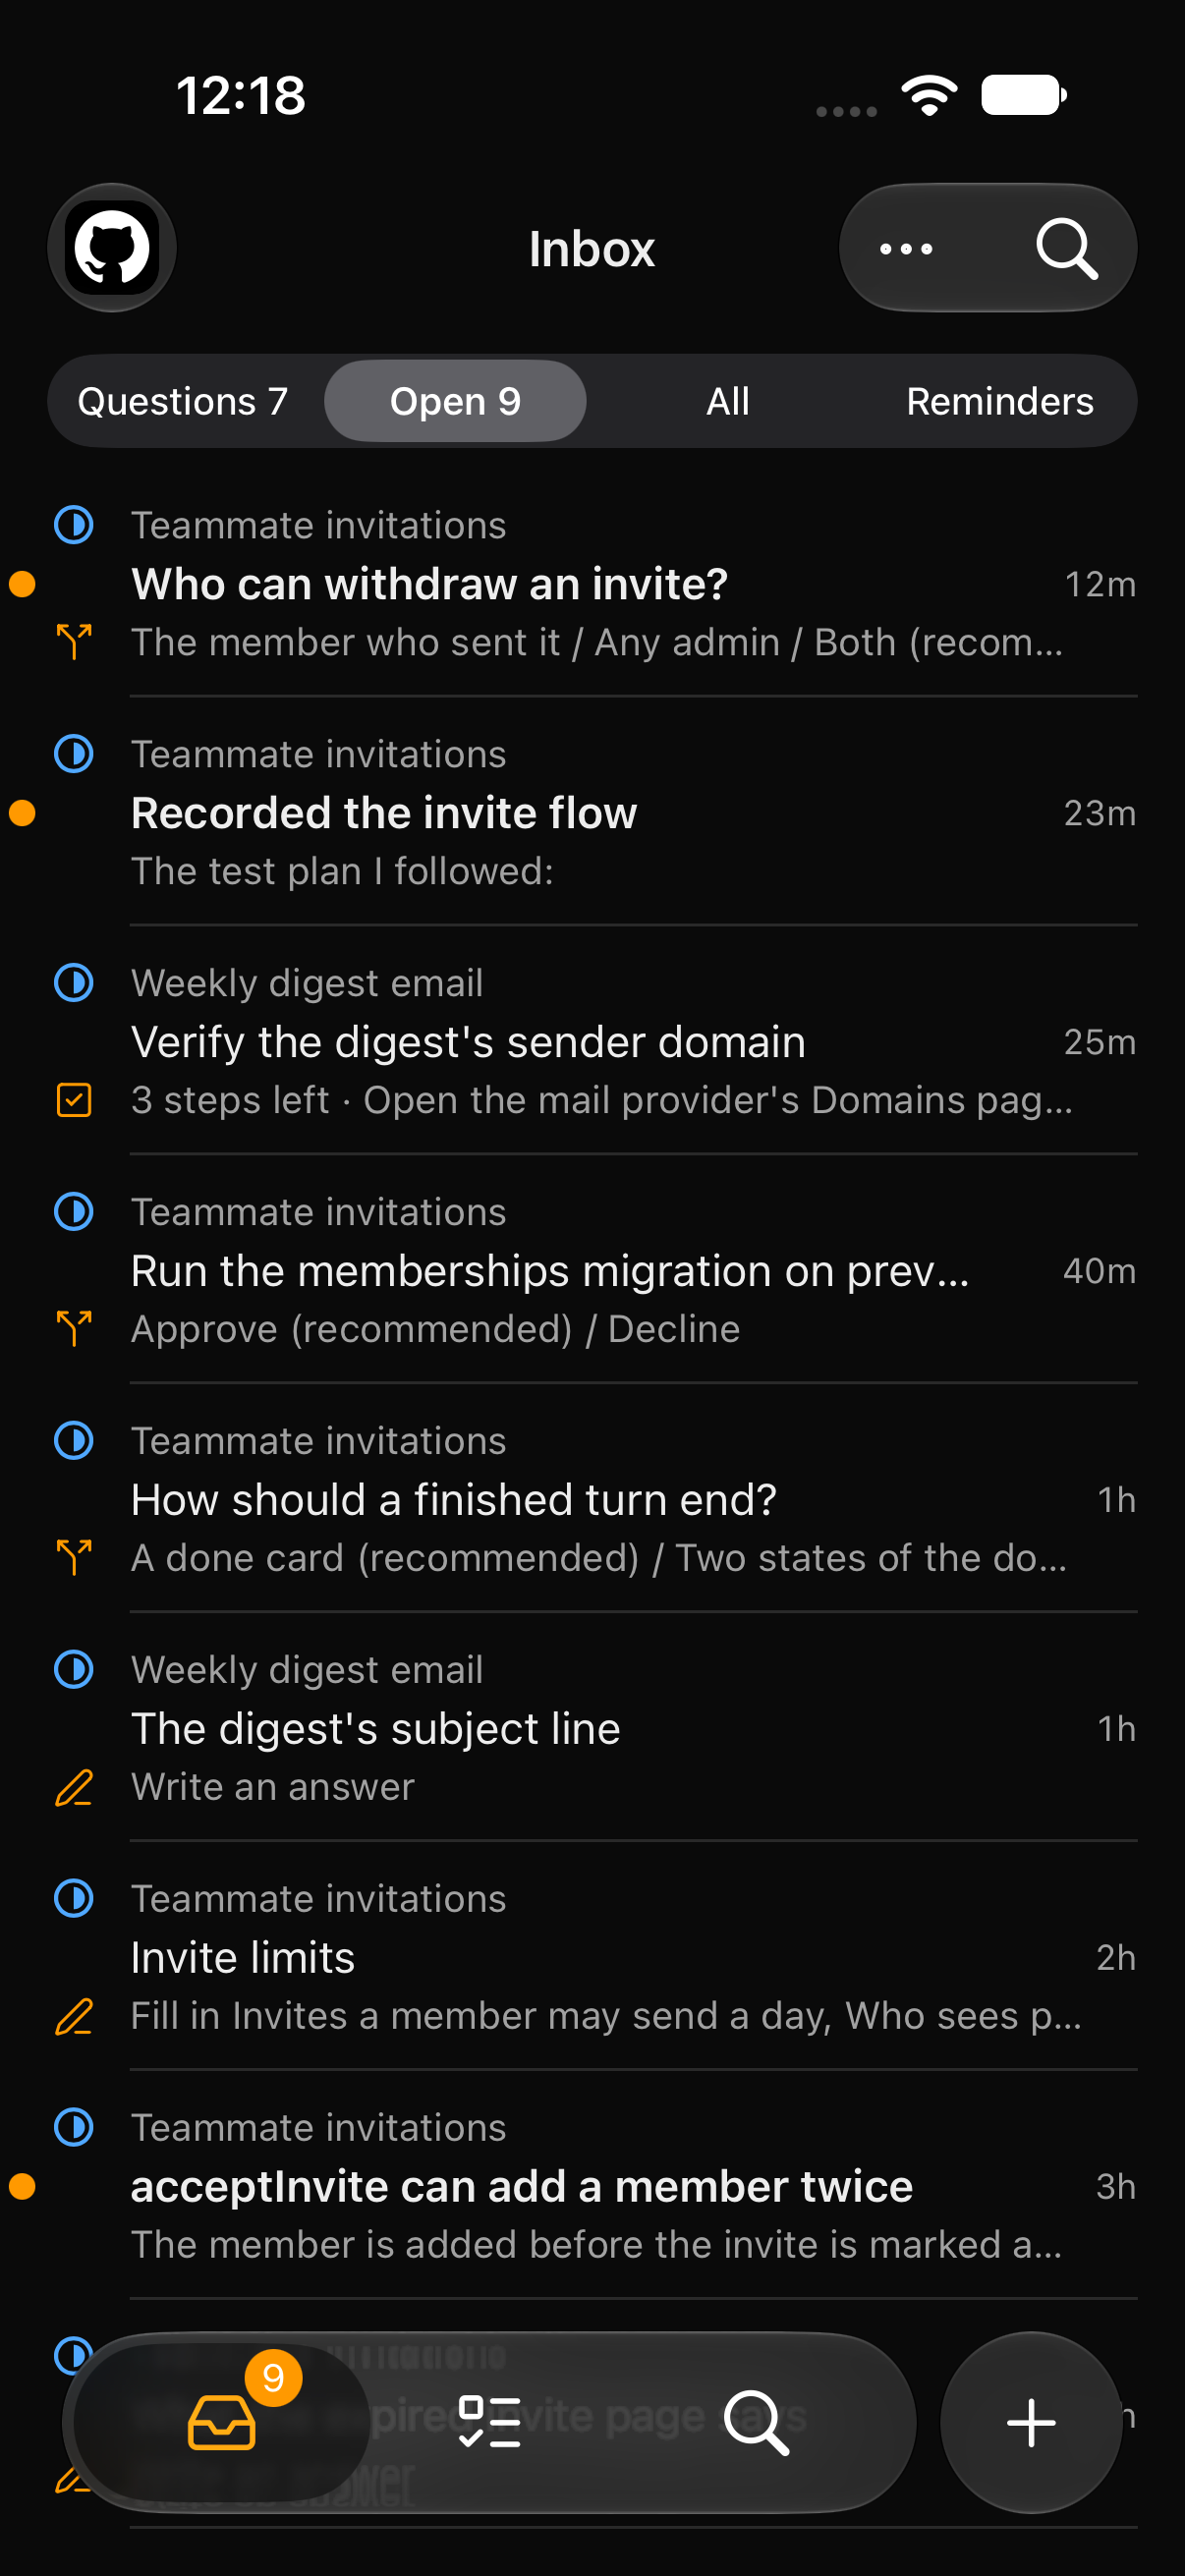 12:18
Inbox
Questions 7
Open 9
All
Reminders
Teammate invitations
Who can withdraw an invite?
12m
The member who sent it / Any admin / Both (recom...
Teammate invitations
Recorded the invite flow
23m
The test plan I followed:
Weekly digest email
Verify the digest's sender domain
25m
3 steps left · Open the mail provider's Domains pag...
Teammate invitations
Run the memberships migration on prev...
40m
Approve (recommended) / Decline
Teammate invitations
How should a finished turn end?
1h
A done card (recommended) / Two states of the do...
Weekly digest email
The digest's subject line
1h
Write an answer
Teammate invitations
Invite limits
2h
Fill in Invites a member may send a day, Who sees p...
Teammate invitations
acceptInvite can add a member twice
3h
The member is added before the invite is marked a...
9
invite page says